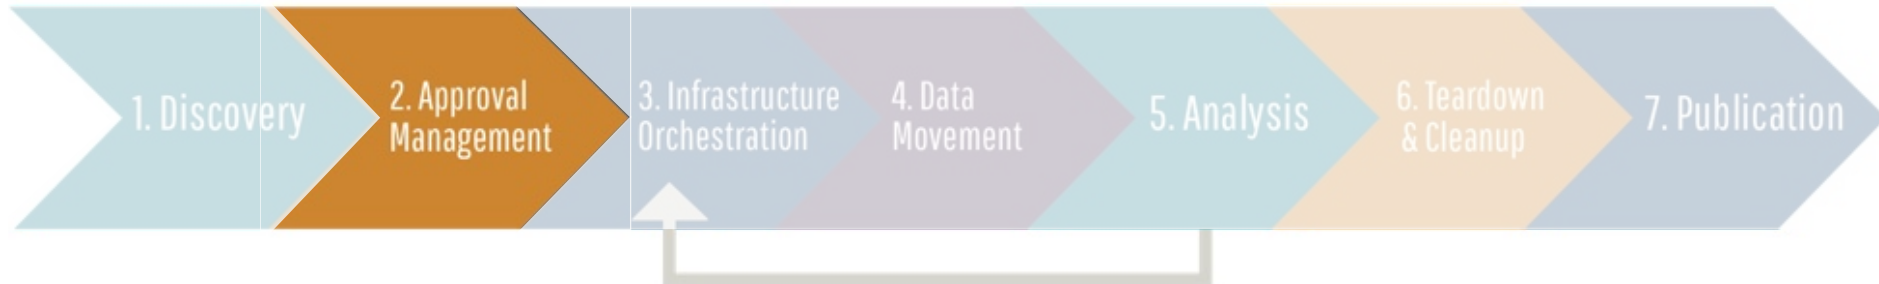 1. Discovery
2. Approval
Management
3. Infrastructure
Orchestration
4. Data
Movement
5. Analysis
6. Teardown
& Cleanup
7. Publication